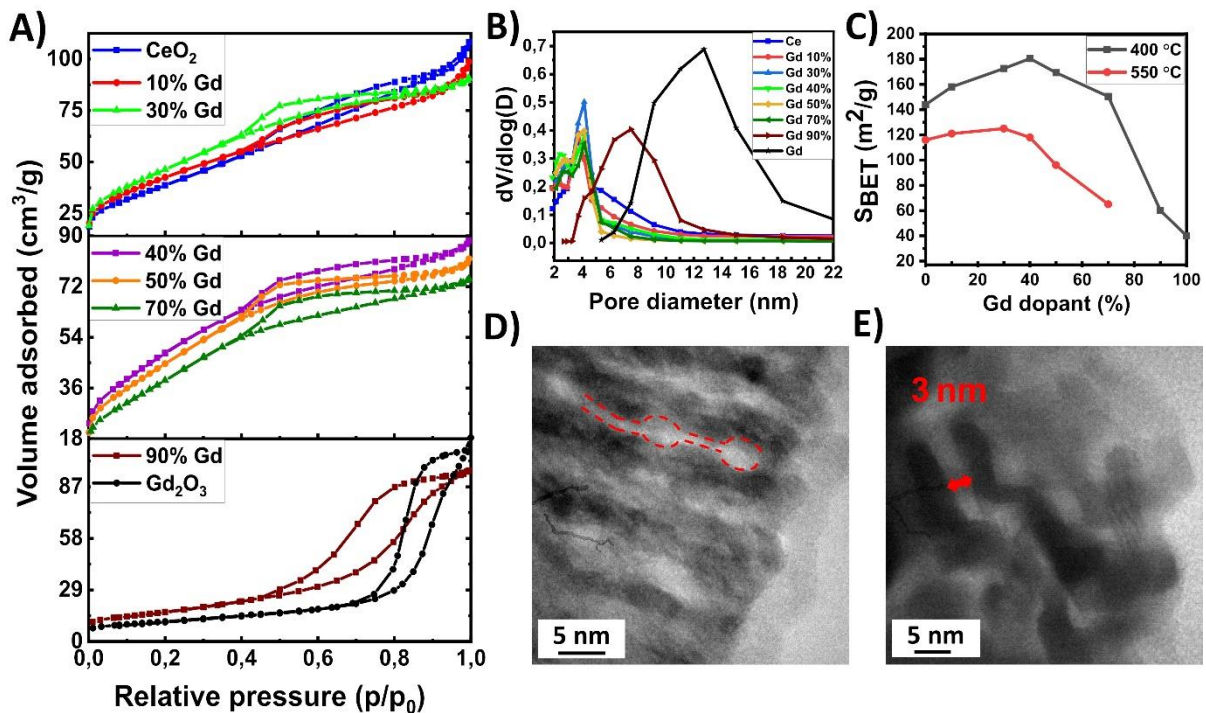 A)
CeO2
10% Gd
30% Gd
100
75
50
25
90
40% Gd
50% Gd
70% Gd
72
54
36
18
90% Gd
Gd2O3
87
58
29
0
0,0 0,2 0,4 0,6 0,8 1,0
Volume adsorbed (cm3/g)
Relative pressure (p/p0)
B)
0,7
0,6
0,5
0,4
0,3
0,2
0,1
0,0
Ce
Gd 10%
Gd 30%
Gd 40%
Gd 50%
Gd 70%
Gd 90%
Gd
2 4 6 8 10 12 14 16 18 20 22
dV/dlog(D)
Pore diameter (nm)
C)
200
180
160
140
120
100
80
60
40
20
400 °C
550 °C
0 20 40 60 80 100
SBET (m2/g)
Gd dopant (%)
D)
5 nm
E)
3 nm
5 nm